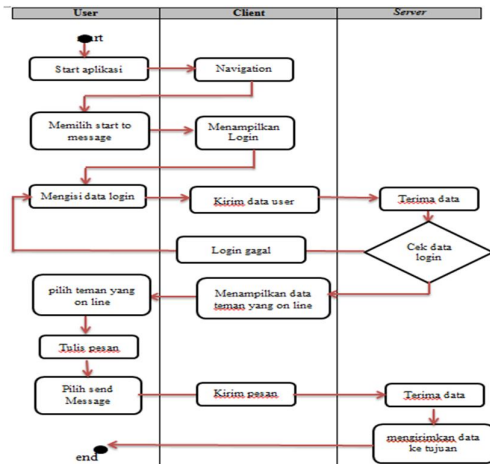 User Client Server
start
Start aplikasi Navigation
Memilih start to
message
Menampilkan
Login
Mengisi data login Kirim data user Terima data
Login gagal
Cek data
login
pilih teman yang
on line
Menampilkan data
teman yang on line
Tulis pesan
Pilih send
Message
Kirim pesan Terima data
mengirimkan data
ke tujuan
end